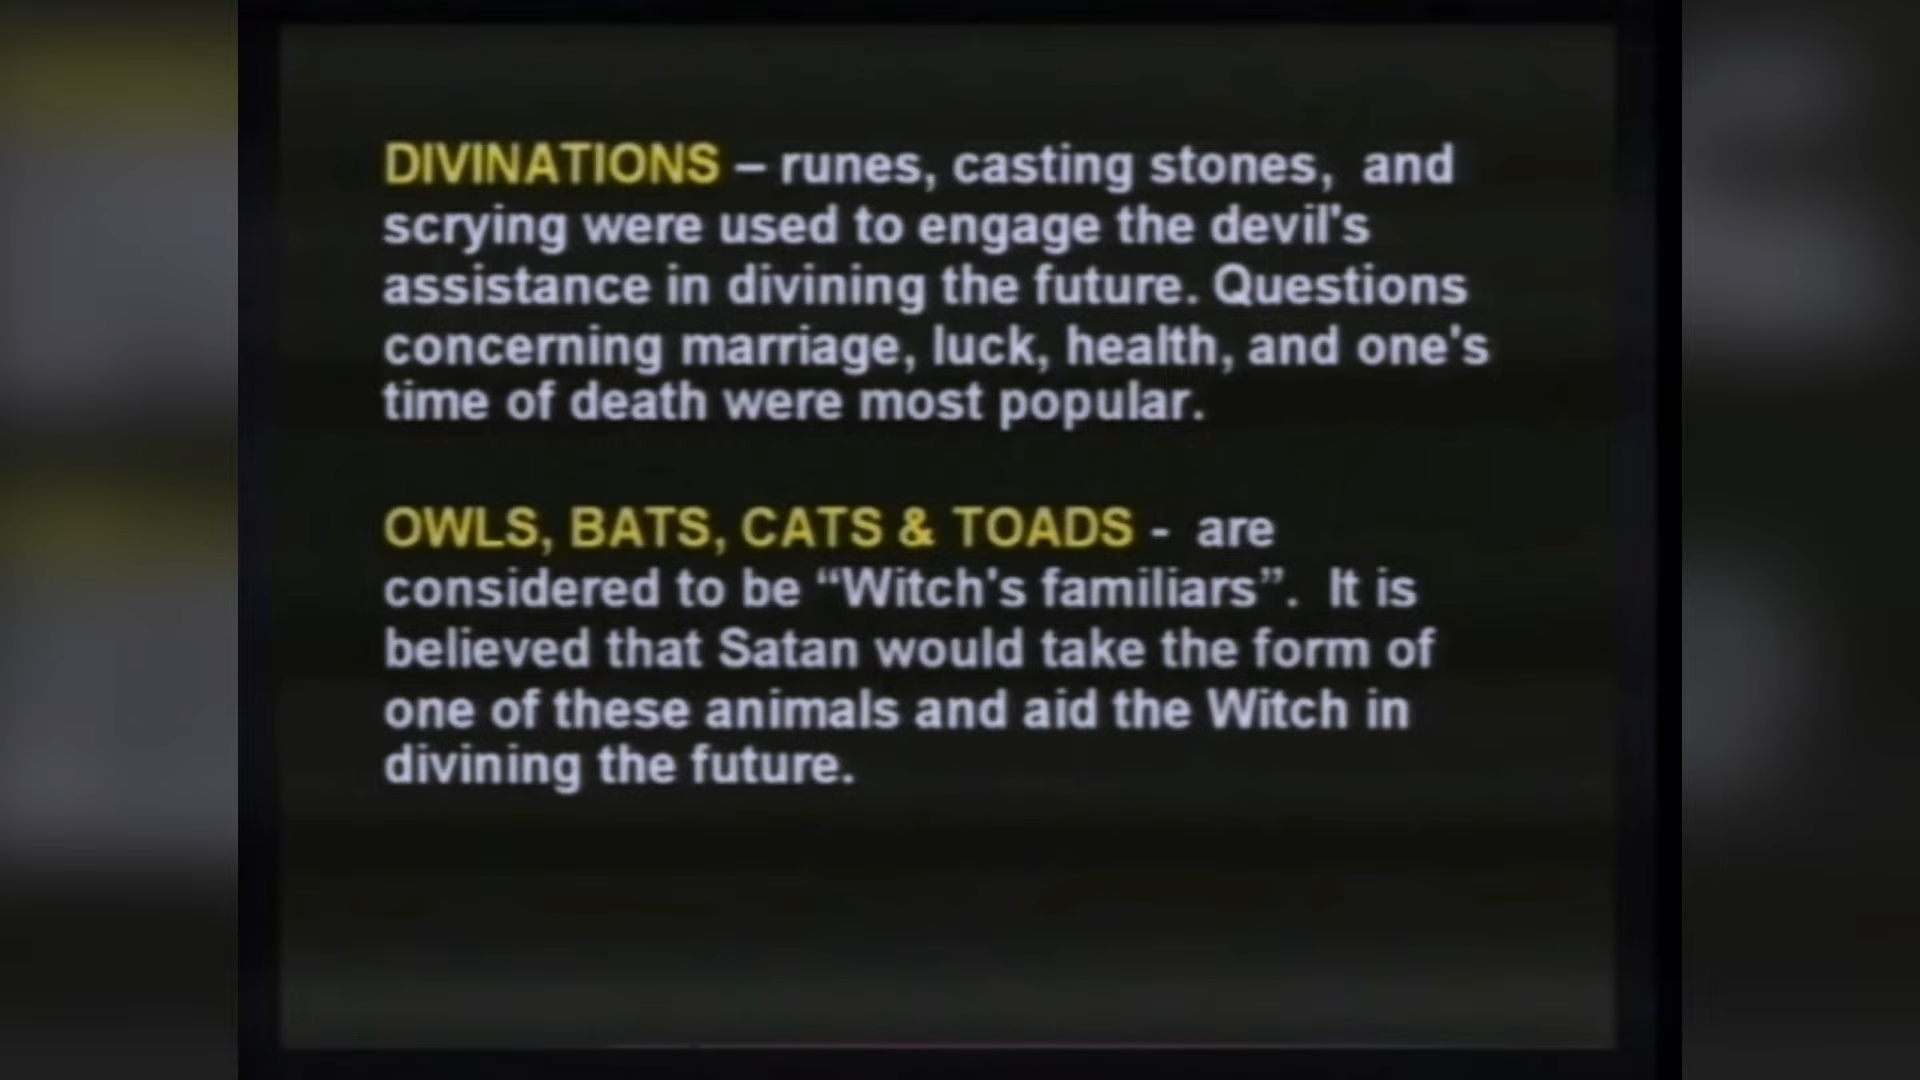 DIVINATIONS – runes, casting stones, and
scrying were used to engage the devil's
assistance in divining the future. Questions
concerning marriage, luck, health, and one's
time of death were most popular.
OWLS, BATS, CATS & TOADS - are
considered to be “Witch's familiars”. It is
believed that Satan would take the form of
one of these animals and aid the Witch in
divining the future.